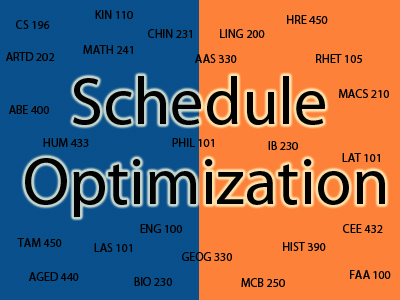 KIN 110
HRE 450
CS 196
CHIN 231
LING 200
MATH 241
ARTD 202
AAS 330
RHET 105
MACS 210
Schedule
ABE 400
HUM 433
PHIL 101
IB 230
LAT 101
Optimization
ENG 100
CEE 432
TAM 450
LAS 101
HIST 390
GEOG 330
AGED 440
BIO 230
MCB 250
FAA 100